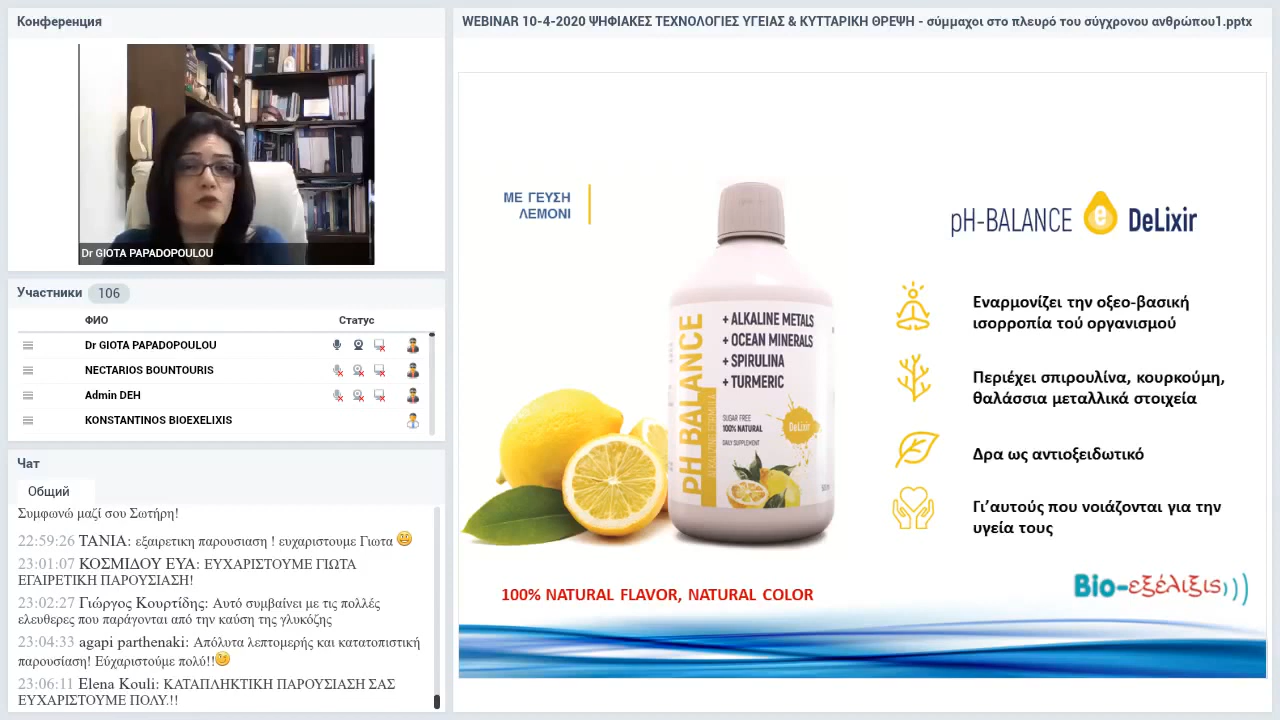 Конференция
Dr GIOTA PAPADOPOULOU
Участники 106
ФИО Статус
Dr GIOTA PAPADOPOULOU
NECTARIOS BOUNTOURIS
Admin DEH
KONSTANTINOS BIOEXELIXIS
Чат
Общий
Συμφωνώ μαζί σου Σωτήρη!
22:59:26 TANIA: εξαιρετικη παρουσιαση ! ευχαριστουμε Γιωτα
23:01:07 ΚΟΣΜΙΔΟΥ ΕΥΑ: ΕΥΧΑΡΙΣΤΟΥΜΕ ΓΙΩΤΑ
ΕΓΑΙΡΕΤΙΚΗ ΠΑΡΟΥΣΙΑΣΗ!
23:02:27 Γιώργος Κουρτίδης: Αυτό συμβαίνει με τις πολλές
ελευθερες που παράγονται από την καύση της γλυκόζης
23:04:33 agapi parthenaki: Απόλυτα λεπτομερής και κατατοπιστική
παρουσίαση! Εύχαριστούμε πολύ!!
23:06:11 Elena Kouli: ΚΑΤΑΠΛΗΚΤΙΚΗ ΠΑΡΟΥΣΙΑΣΗ ΣΑΣ
ΕΥΧΑΡΙΣΤΟΥΜΕ ΠΟΛΥ.!!
WEBINAR 10-4-2020 ΨΗΦΙΑΚΕΣ ΤΕΧΝΟΛΟΓΙΕΣ ΥΓΕΙΑΣ & ΚΥΤΤΑΡΙΚΗ ΘΡΕΨΗ - σύμμαχοι στο πλευρό του σύγχρονου ανθρώπου1.pptx
ΜΕ ΓΕΥΣΗ
ΛΕΜΟΝΙ
PH BALANCE
ALKALINE FORMULA
+ ALKALINE METALS
+ OCEAN MINERALS
+ SPIRULINA
+ TURMERIC
SUGAR FREE
100% NATURAL
DAILY SUPPLEMENT
DeLixir
100% NATURAL FLAVOR, NATURAL COLOR
pH-BALANCE e DeLixir
Εναρμονίζει την οξεο-βασική
ισορροπία τού οργανισμού
Περιέχει σπιρουλίνα, κουρκούμη,
θαλάσσια μεταλλικά στοιχεία
Δρα ως αντιοξειδωτικό
Γι’αυτούς που νοιάζονται για την
υγεία τους
Bio-εξέλιξις)))